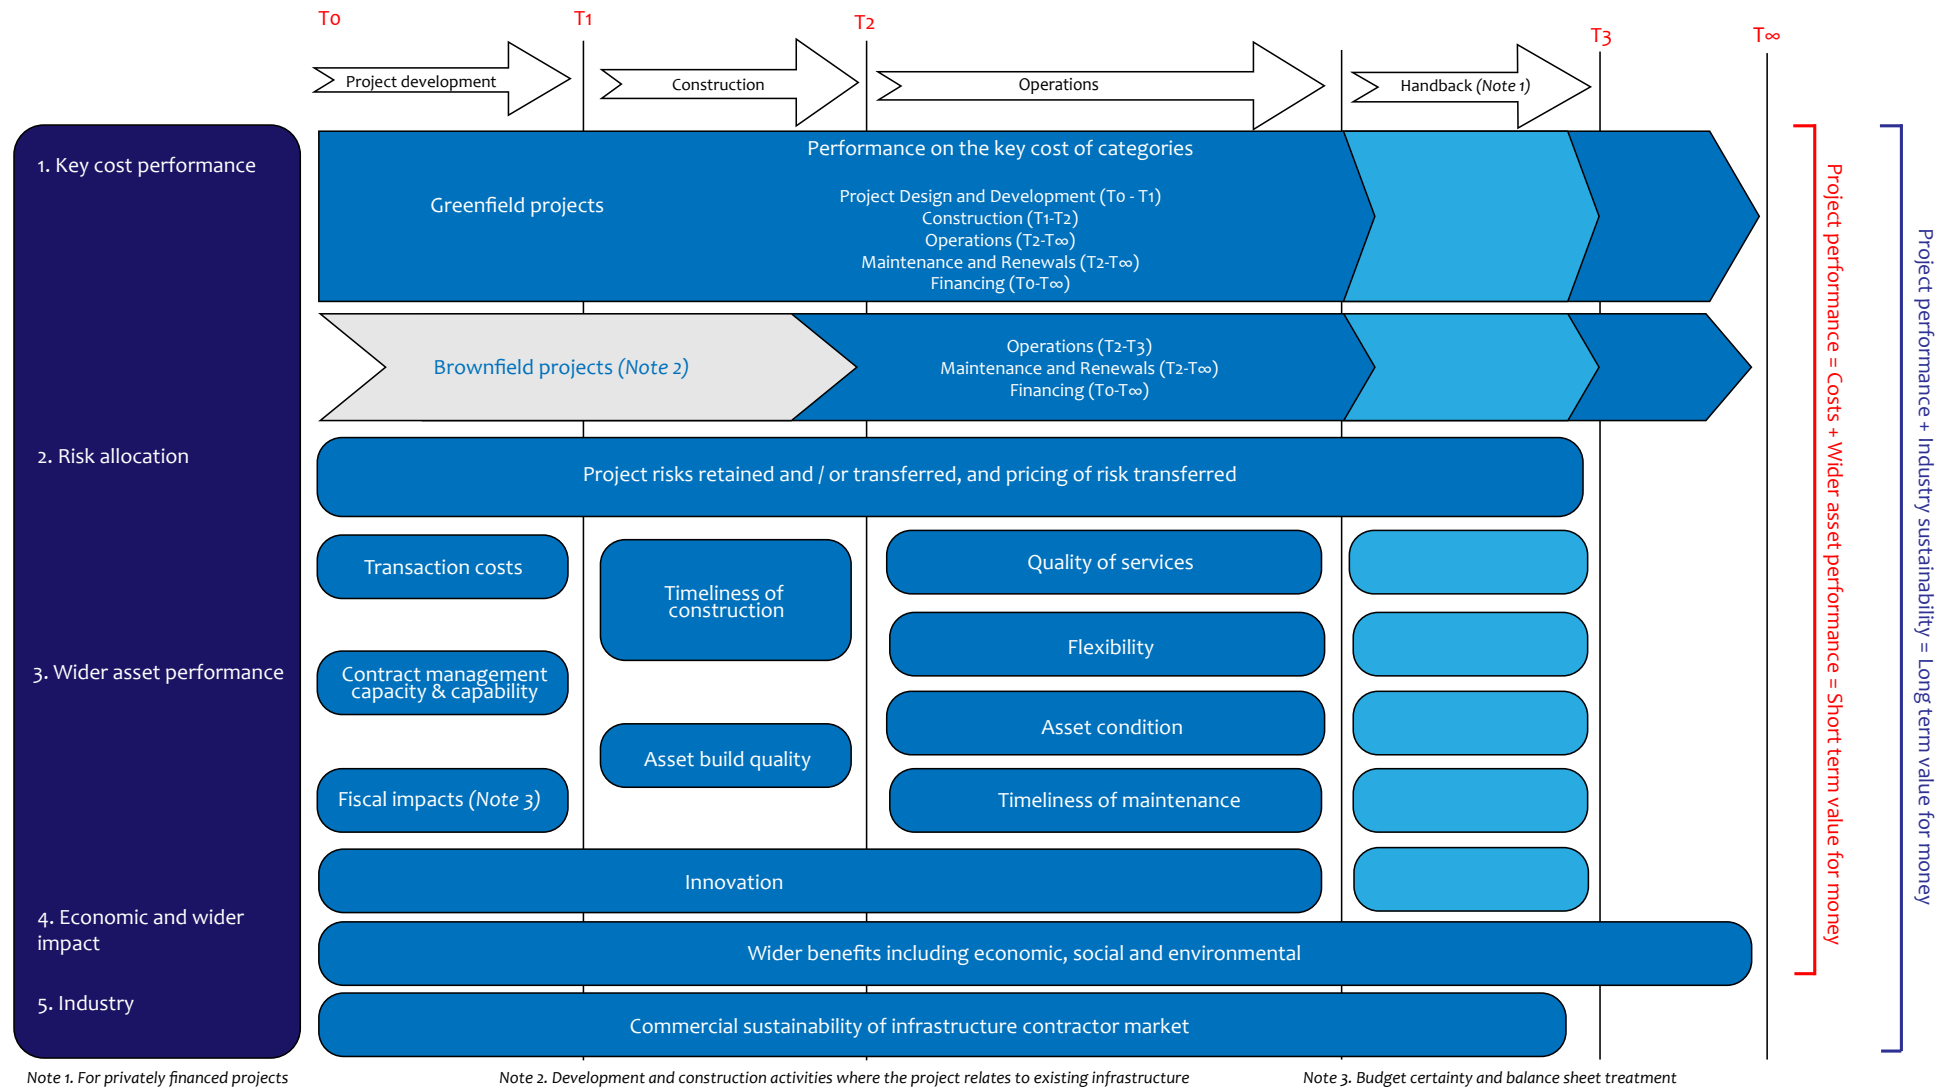 T0
T1
T2
T3
T∞
Project development
Construction
Operations
Handback (Note 1)
1. Key cost performance
Performance on the key cost of categories
Greenfield projects
Project Design and Development (T0 - T1)
Construction (T1-T2)
Operations (T2-T∞)
Maintenance and Renewals (T2-T∞)
Financing (T0-T∞)
Brownfield projects (Note 2)
Operations (T2-T3)
Maintenance and Renewals (T2-T∞)
Financing (T0-T∞)
2. Risk allocation
Project risks retained and / or transferred, and pricing of risk transferred
3. Wider asset performance
Transaction costs
Contract management
capacity & capability
Fiscal impacts (Note 3)
Timeliness of
construction
Asset build quality
Quality of services
Flexibility
Asset condition
Timeliness of maintenance
Innovation
4. Economic and wider
impact
Wider benefits including economic, social and environmental
5. Industry
Commercial sustainability of infrastructure contractor market
Project performance = Costs + Wider asset performance = Short term value for money
Project performance + Industry sustainability = Long term value for money
Note 1. For privately financed projects
Note 2. Development and construction activities where the project relates to existing infrastructure
Note 3. Budget certainty and balance sheet treatment